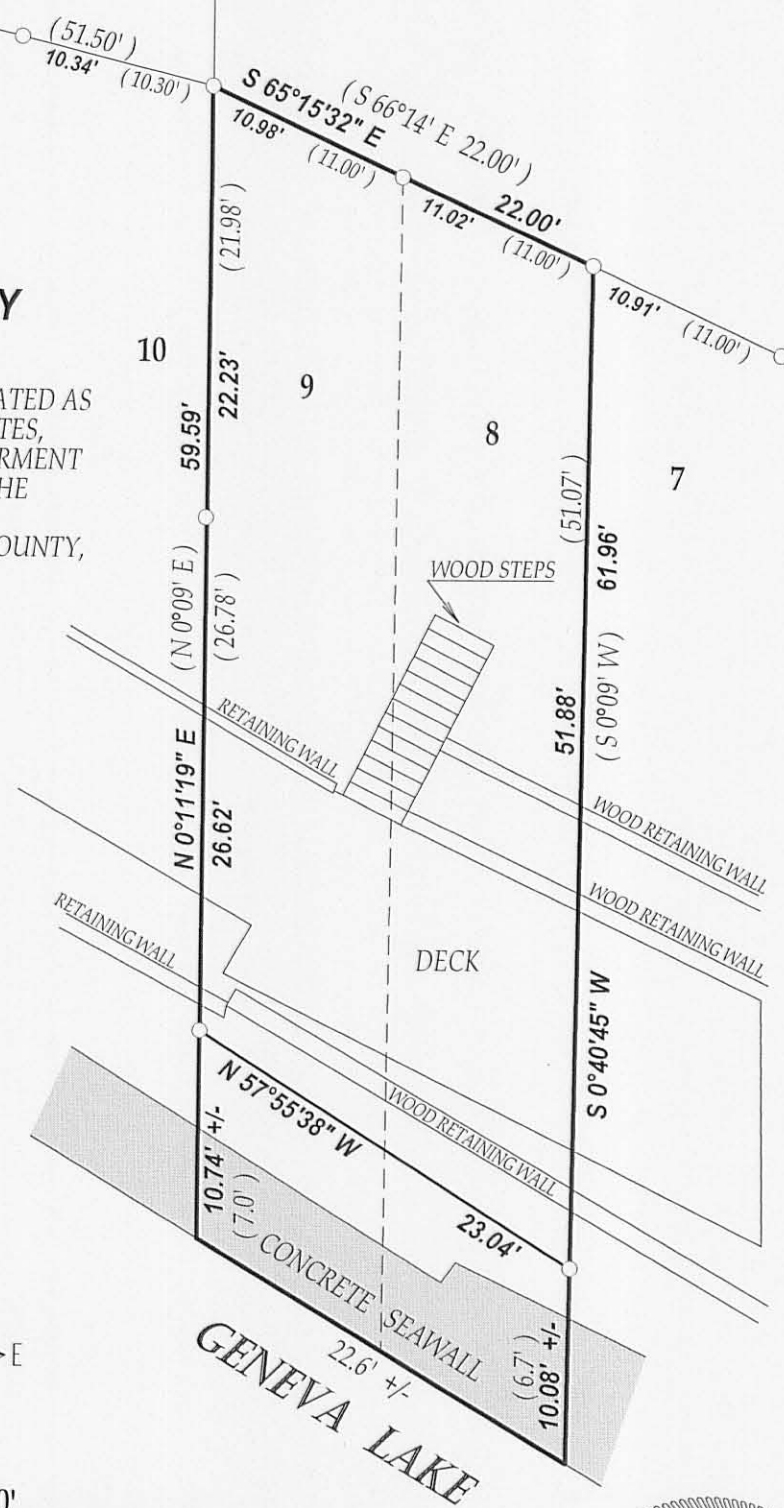 (51.50')
10.34'
(10.30')
S 65°15'32" E
(S 66°14' E 22.00')
10.98'
(11.00')
22.00'
11.02'
(11.00')
10.91'
(11.00')
(21.98')
Y
10
22.23'
9
ATED AS
TES,
RMENT
HE
OUNTY,
59.59'
8
7
(51.07')
61.96'
WOOD STEPS
(N 0°09' E)
(26.78')
(S 0°09' W)
51.88'
RETAINING WALL
N 0°11'19" E
26.62'
WOOD RETAINING WALL
WOOD RETAINING WALL
RETAINING WALL
DECK
S 0°40'45" W
N 57°55'38" W
WOOD RETAINING WALL
10.74' +/-
(7.0')
23.04'
CONCRETE SEAWALL
22.6' +/-
(6.7')
10.08' +/-
GENEVA LAKE
E
0'